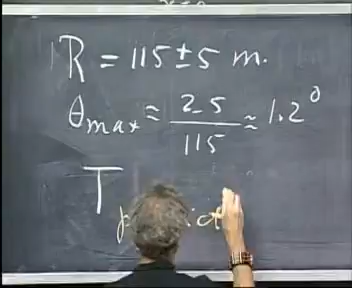 R = 115 ± 5 m.
θmax ≈ 2.5 / 115 ≈ 1.2°
T